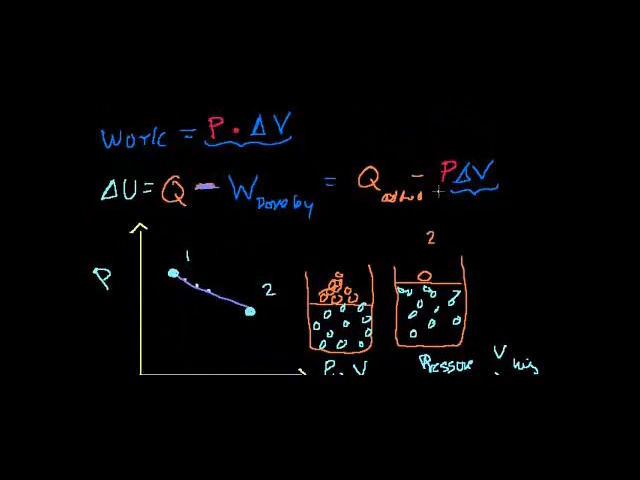 Work = P · ΔV
ΔU = Q - W Done by = Q added - PΔV
2
P
1
2
P V
Pressure V